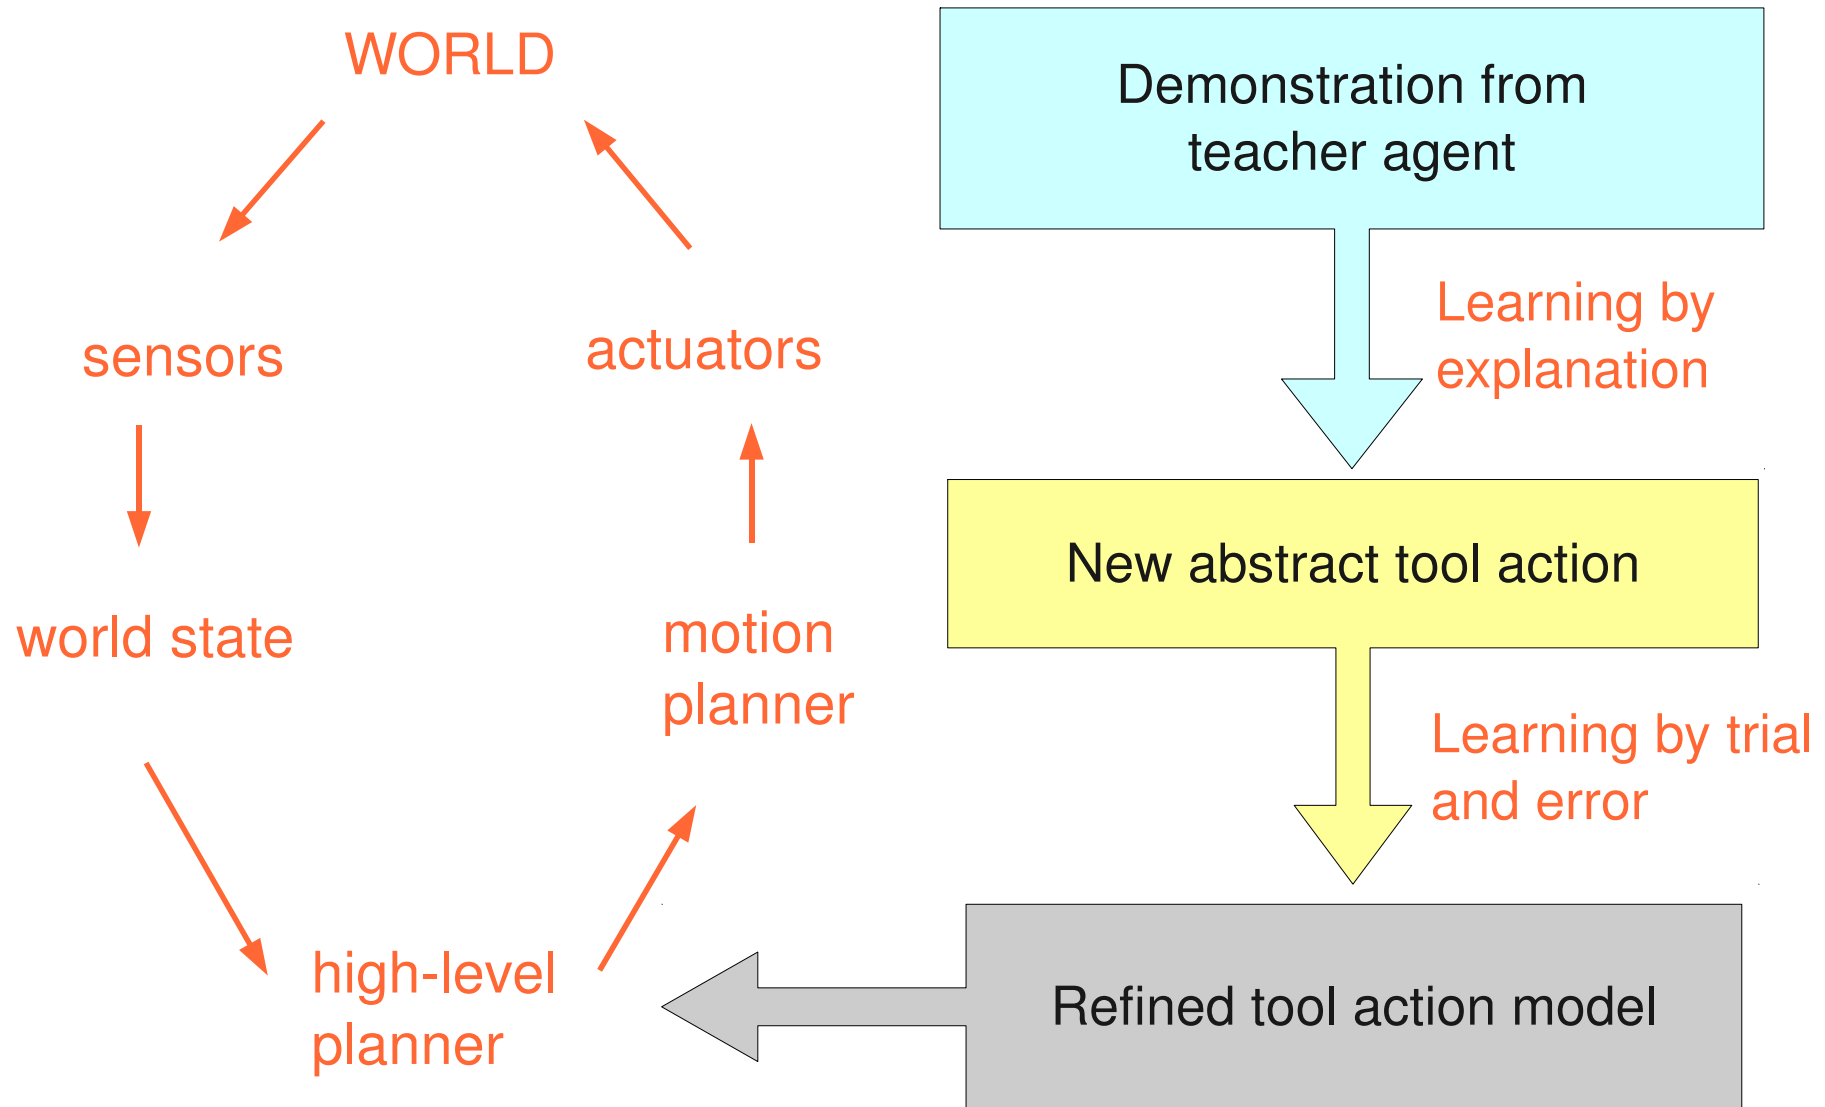 WORLD
sensors
actuators
world state
motion
planner
high-level
planner
Demonstration from
teacher agent
Learning by
explanation
New abstract tool action
Learning by trial
and error
Refined tool action model